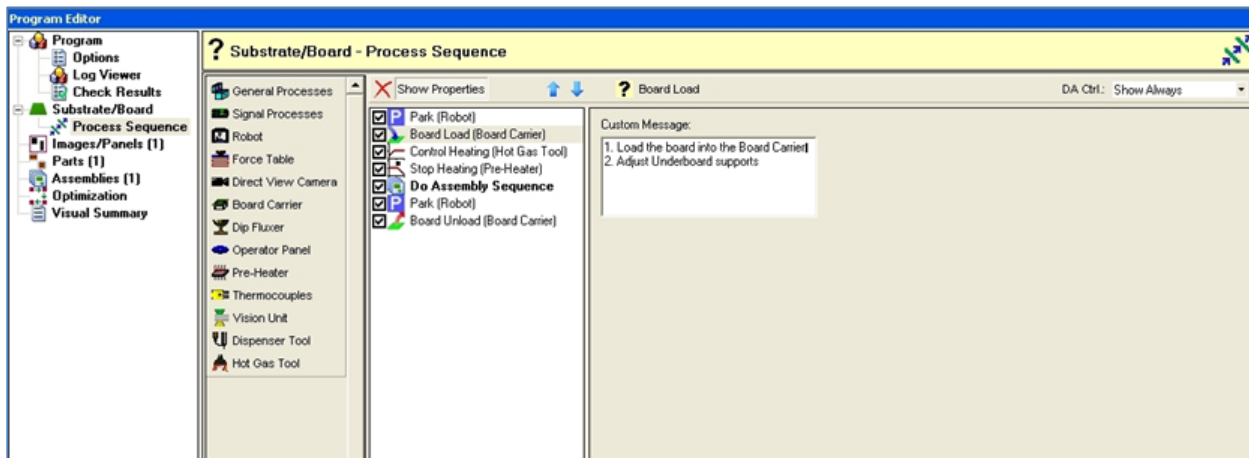 Program Editor
Program
Options
Log Viewer
Check Results
Substrate/Board
Process Sequence
Images/Panels (1)
Parts (1)
Assemblies (1)
Optimization
Visual Summary
? Substrate/Board - Process Sequence
General Processes
Signal Processes
Robot
Force Table
Direct View Camera
Board Carrier
Dip Fluxer
Operator Panel
Pre-Heater
Thermocouples
Vision Unit
Dispenser Tool
Hot Gas Tool
Show Properties
? Board Load
DA Ctrl.: Show Always
P Park (Robot)
Board Load (Board Carrier)
Control Heating (Hot Gas Tool)
Stop Heating (Pre-Heater)
Do Assembly Sequence
P Park (Robot)
Board Unload (Board Carrier)
Custom Message:
1. Load the board into the Board Carrier
2. Adjust Underboard supports